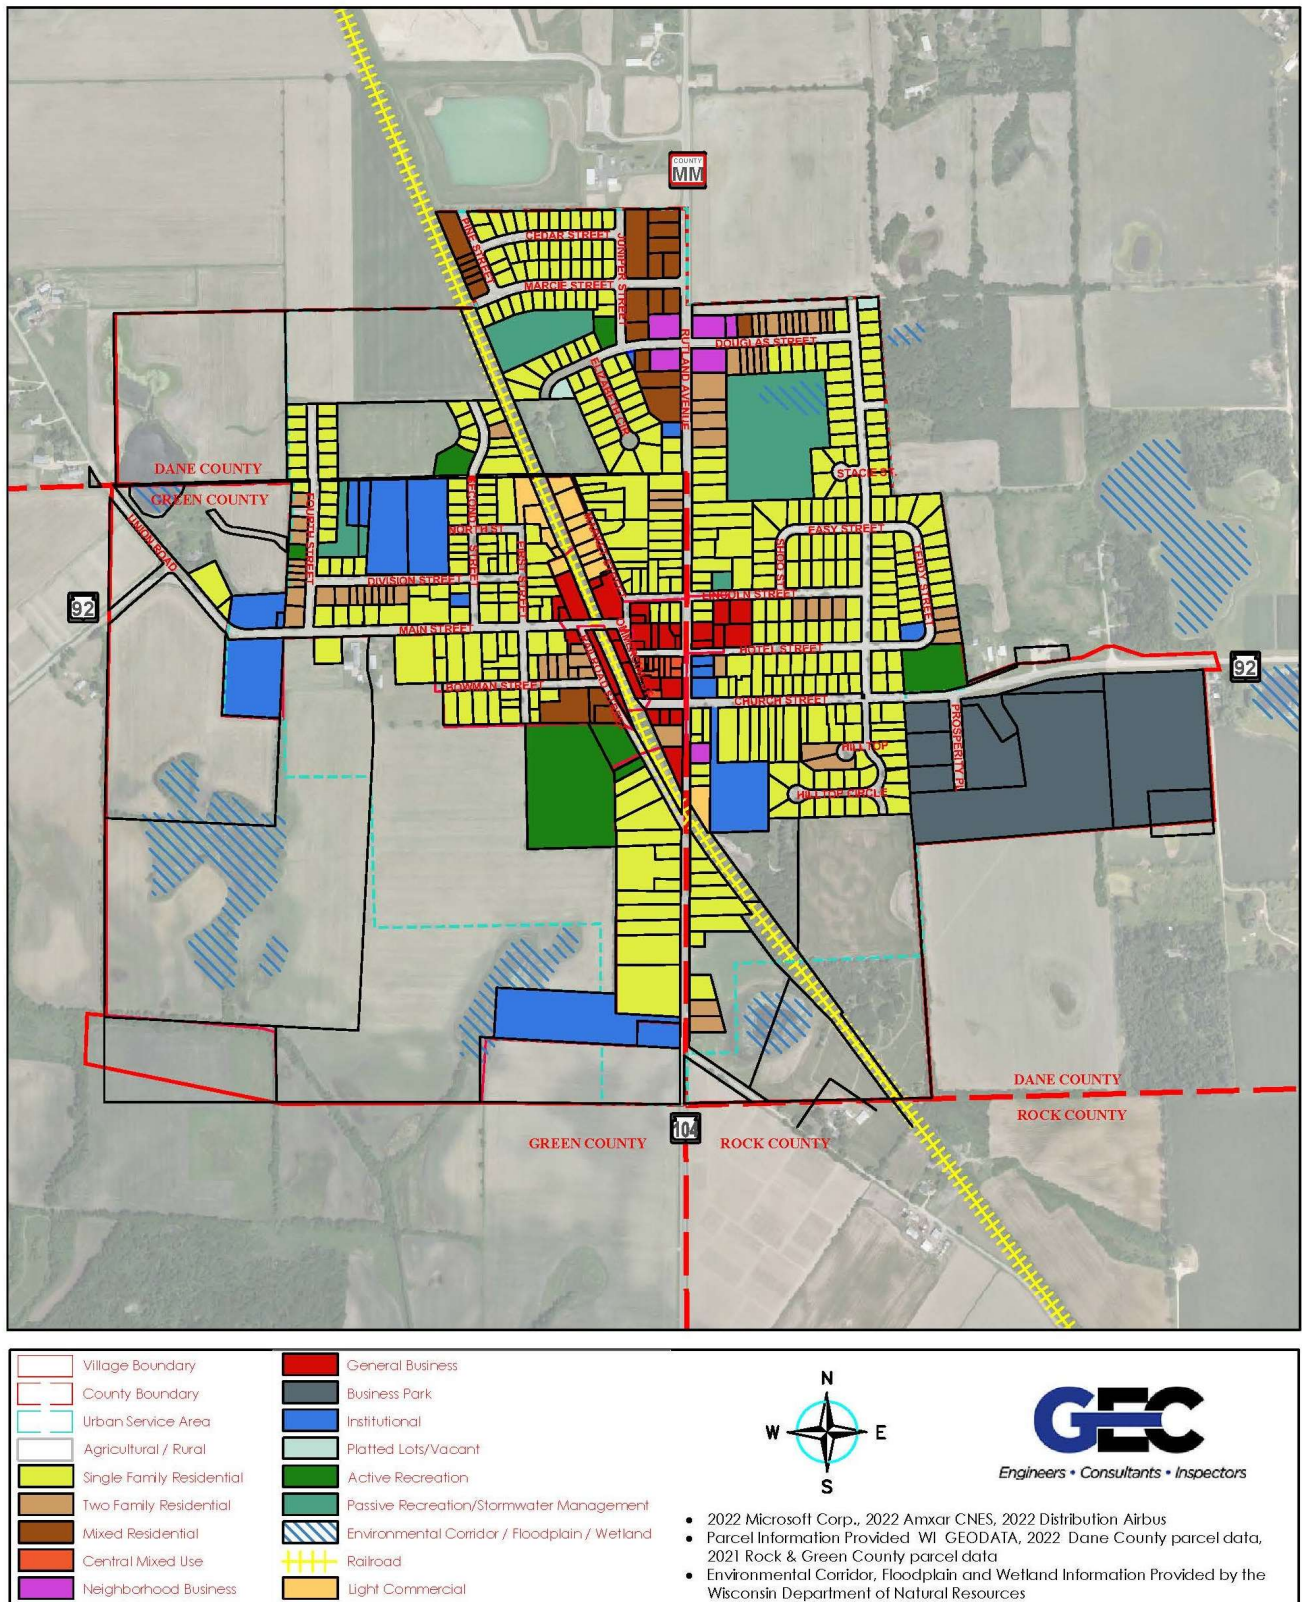 COUNTY
MM
PINE STREET
CEDAR STREET
JUNIPER STREET
MARCIE STREET
RUTLAND AVENUE
DOUGLAS STREET
ELIZABETH CIR
DANE COUNTY
GREEN COUNTY
STACIE ST.
UNION ROAD
FOURTH STREET
SECOND STREET
NORTH ST
FIRST STREET
EASY STREET
TERRY STREET
DIVISION STREET
LINCOLN STREET
92
MAIN STREET
HOTEL STREET
92
BOWMAN STREET
CHURCH STREET
PROSPERITY PL
HILLTOP
HILLTOP CIRCLE
DANE COUNTY
ROCK COUNTY
104
GREEN COUNTY
ROCK COUNTY
Village Boundary
County Boundary
Urban Service Area
Agricultural / Rural
Single Family Residential
Two Family Residential
Mixed Residential
Central Mixed Use
Neighborhood Business
General Business
Business Park
Institutional
Platted Lots/Vacant
Active Recreation
Passive Recreation/Stormwater Management
Environmental Corridor / Floodplain / Wetland
Railroad
Light Commercial
N
W
E
S
GEC
Engineers • Consultants • Inspectors
• 2022 Microsoft Corp., 2022 Amxar CNES, 2022 Distribution Airbus
• Parcel Information Provided WI GEODATA, 2022 Dane County parcel data,
2021 Rock & Green County parcel data
• Environmental Corridor, Floodplain and Wetland Information Provided by the
Wisconsin Department of Natural Resources